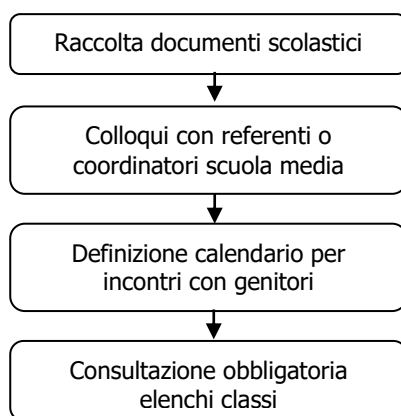 Raccolta documenti scolastici
Colloqui con referenti o
coordinatori scuola media
Definizione calendario per
incontri con genitori
Consultazione obbligatoria
elenchi classi